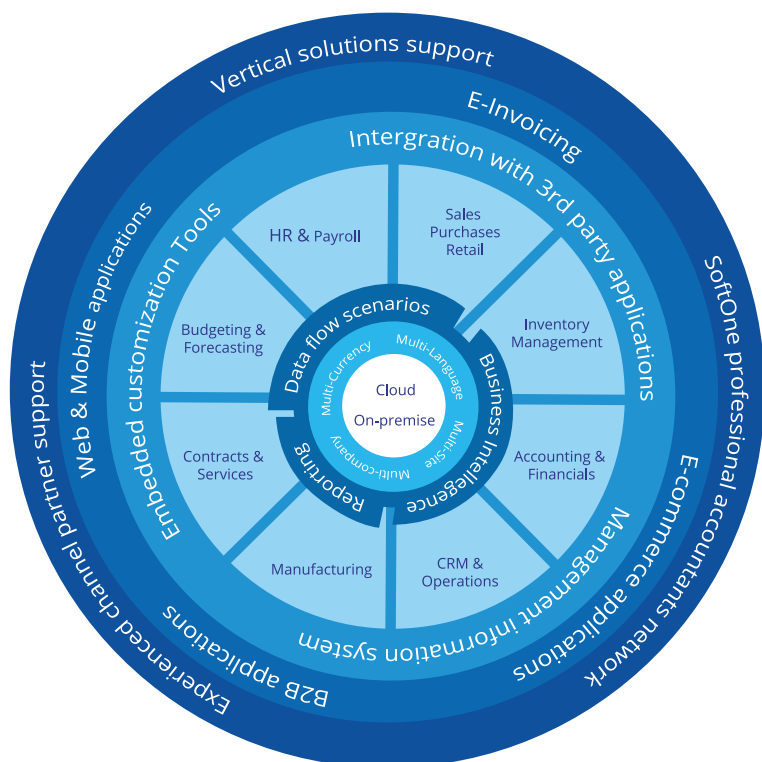 Vertical solutions support
E-Invoicing
Intergration with 3rd party applications
Embedded customization Tools
Web & Mobile applications
SoftOne professional accountants network
Experienced channel partner support
E-commerce applications
B2B applications
Management information system
HR & Payroll
Sales
Purchases
Retail
Budgeting &
Forecasting
Inventory
Management
Contracts &
Services
Accounting &
Financials
Manufacturing
CRM &
Operations
Data flow scenarios
Business Intellegence
Reporting
Multi-Currency
Multi-Language
Multi-Site
Multi-company
Cloud
On-premise